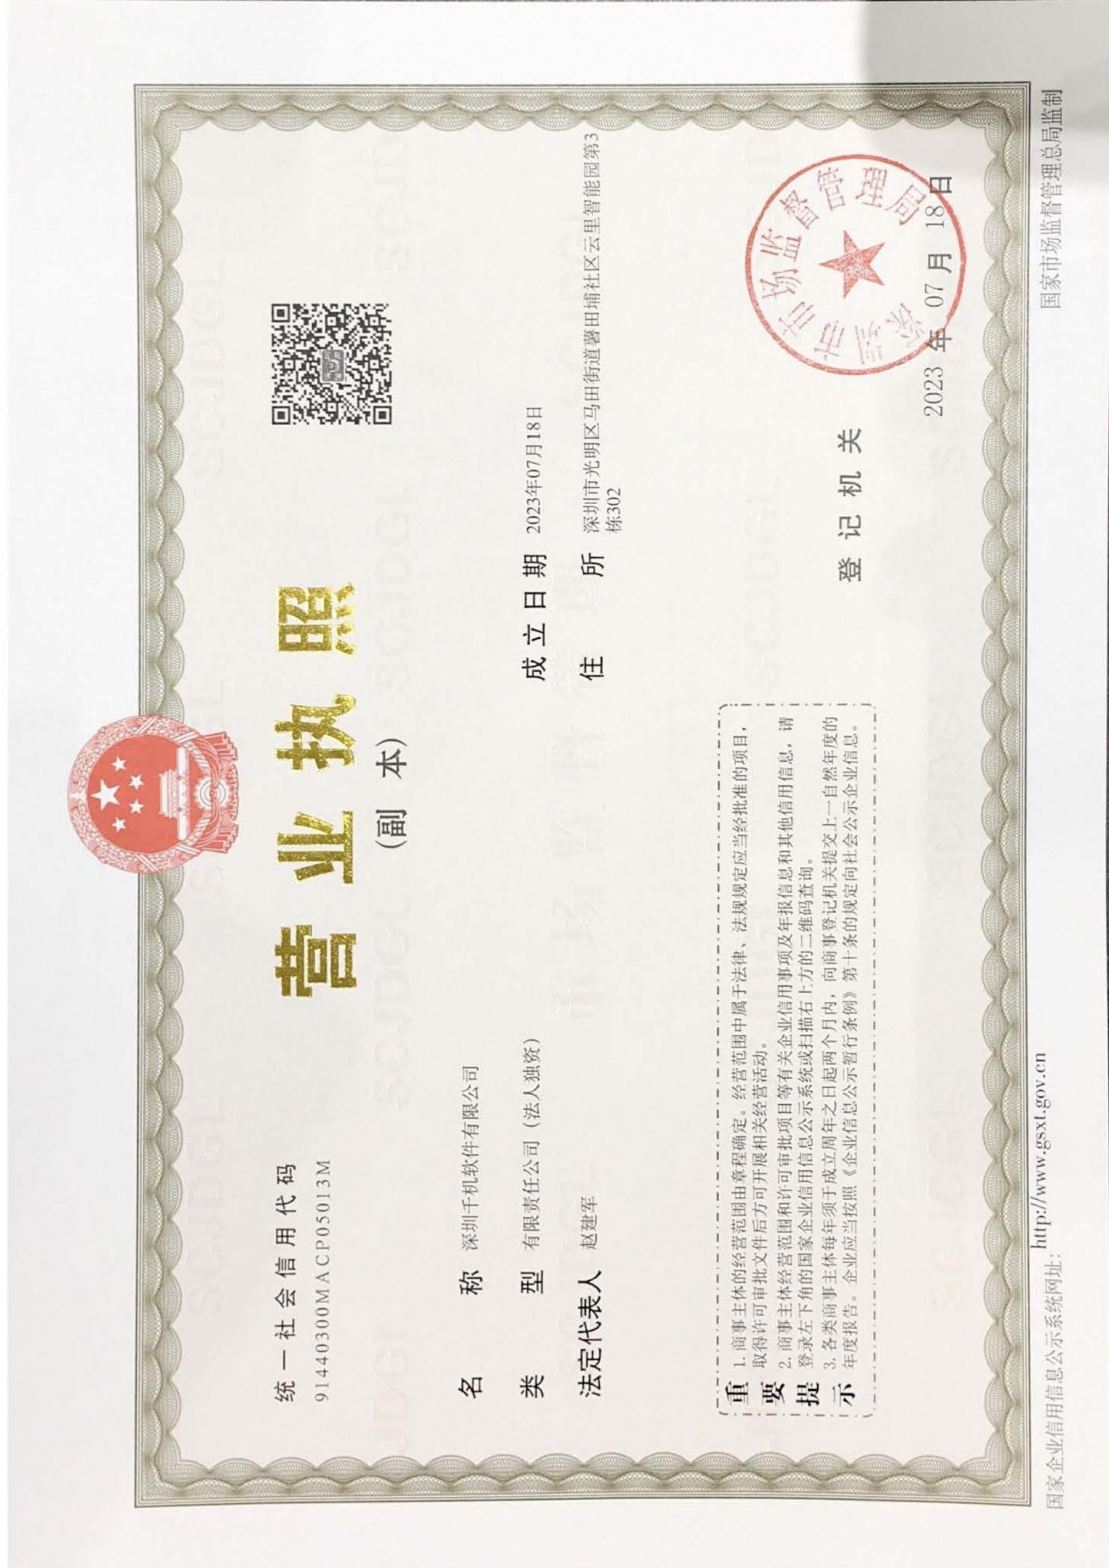 营业执照
(副 本)
统一社会信用代码
91440300MACP05013M
名 称 深圳千机软件有限公司
类 型 有限责任公司（法人独资）
法定代表人 赵建军
成立日期 2023年07月18日
住 所 深圳市光明区马田街道薯田埔社区云里智能园第3
栋302
重要提示
1. 商事主体的经营范围由章程确定。经营范围中属于法律、法规规定应当经批准的项目，
取得许可审批文件后方可开展相关经营活动。
2. 商事主体经营范围和许可审批项目等有关企业信用事项及年报信息和其他信用信息，请
登录左下角的国家企业信用信息公示系统或扫描右上方的二维码查询。
3. 各类商事主体每年须于成立周年之日起两个月内，向商事登记机关提交上一自然年度的
年度报告。企业应当按照《企业信息公示暂行条例》第十条的规定向社会公示企业信息。
登记机关
深圳市市场监督管理局
2023 年 07 月 18 日
国家企业信用信息公示系统网址：http://www.gsxt.gov.cn
国家市场监督管理总局监制